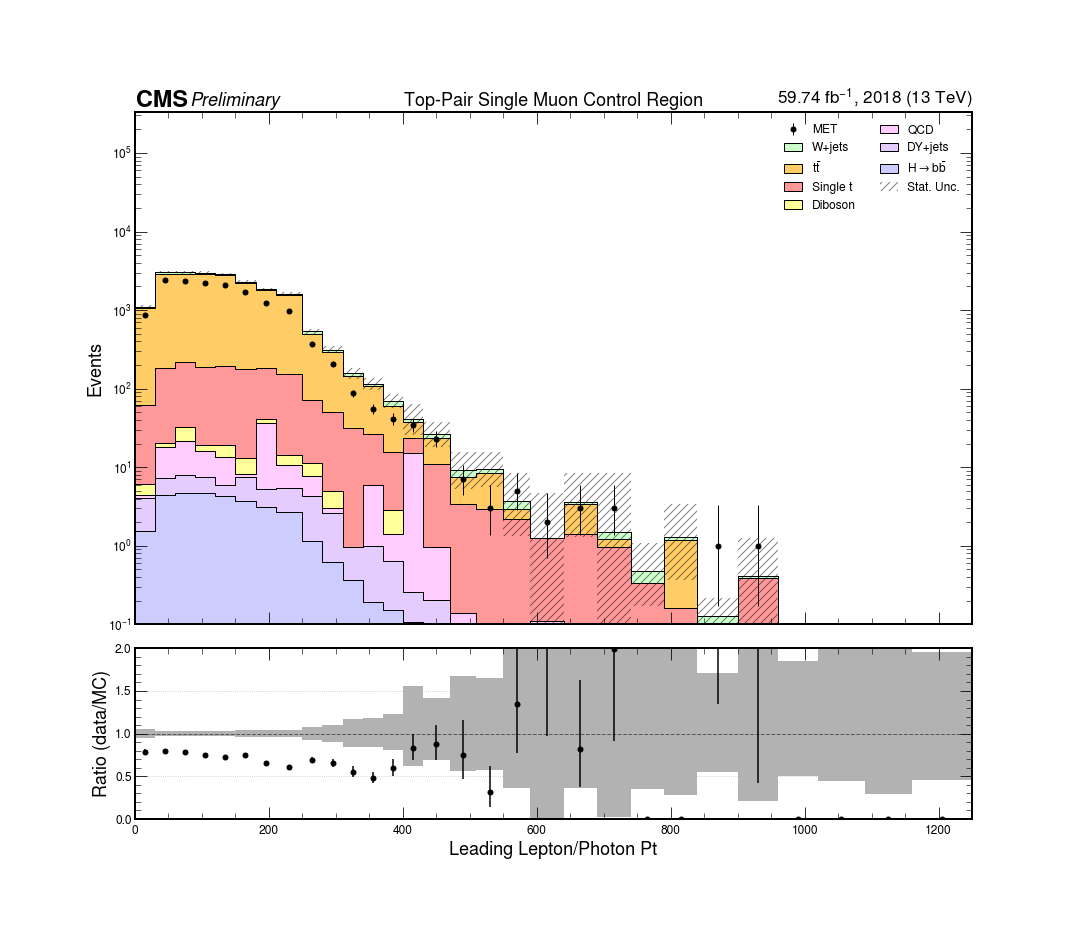 CMS Preliminary Top-Pair Single Muon Control Region 59.74 fb⁻¹, 2018 (13 TeV)
MET QCD
W+jets DY+jets
tt̄ H→bb̄
Single t Stat. Unc.
Diboson
Events
10⁵
10⁴
10³
10²
10¹
10⁰
10⁻¹
Ratio (data/MC)
2.0
1.5
1.0
0.5
0.0
0 200 400 600 800 1000 1200
Leading Lepton/Photon Pt